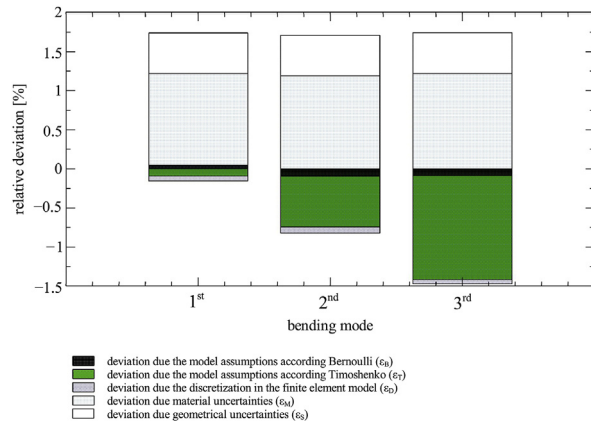 2
1.5
1
0.5
0
−0.5
−1
−1.5
relative deviation [%]
1st 2nd 3rd
bending mode
deviation due the model assumptions according Bernoulli (εB)
deviation due the model assumptions according Timoshenko (εT)
deviation due the discretization in the finite element model (εD)
deviation due material uncertainties (εM)
deviation due geometrical uncertainties (εS)